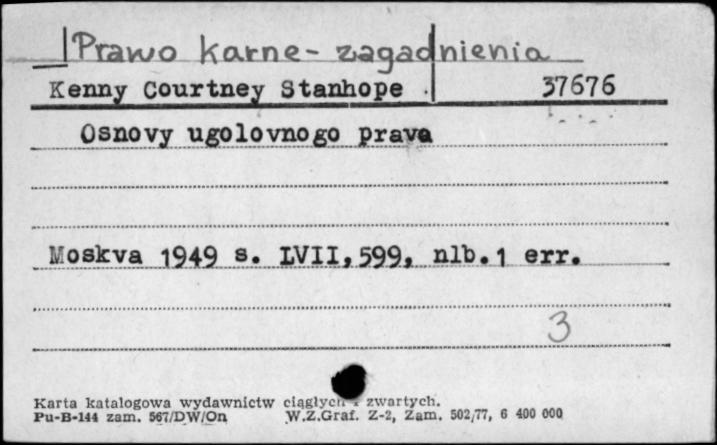 Prawo karne- zagadnienia
Kenny Courtney Stanhope . 37676
Osnovy ugolovnogo prava
Moskva 1949 s. LVII,599, nlb.1 err.
3
Karta katalogowa wydawnictw ciągłych i zwartych.
Pu-B-144 zam. 567/DW/On W.Z.Graf. Z-2, Zam. 502/77, 6 400 000